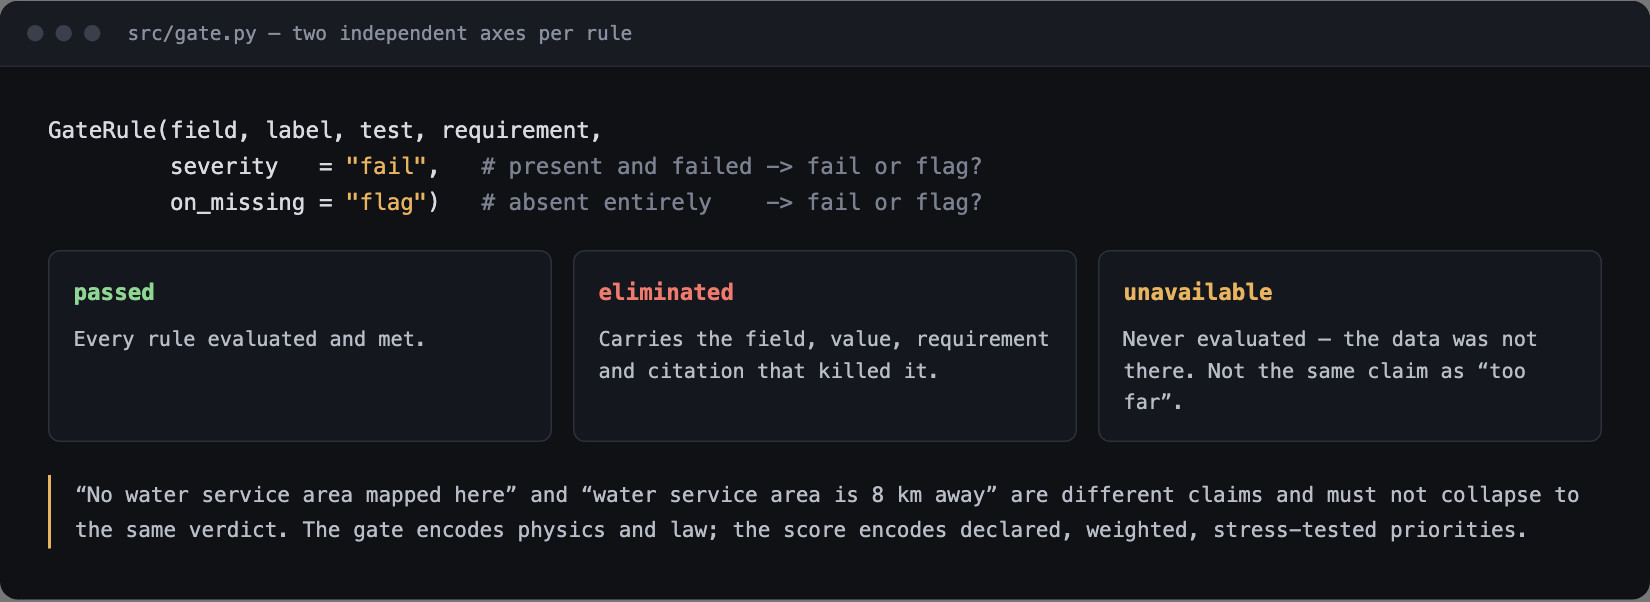 src/gate.py — two independent axes per rule
GateRule(field, label, test, requirement,
severity = "fail", # present and failed —> fail or flag?
on_missing = "flag") # absent entirely —> fail or flag?
passed
Every rule evaluated and met.
eliminated
Carries the field, value, requirement
and citation that killed it.
unavailable
Never evaluated — the data was not
there. Not the same claim as “too
far”.
“No water service area mapped here” and “water service area is 8 km away” are different claims and must not collapse to
the same verdict. The gate encodes physics and law; the score encodes declared, weighted, stress-tested priorities.